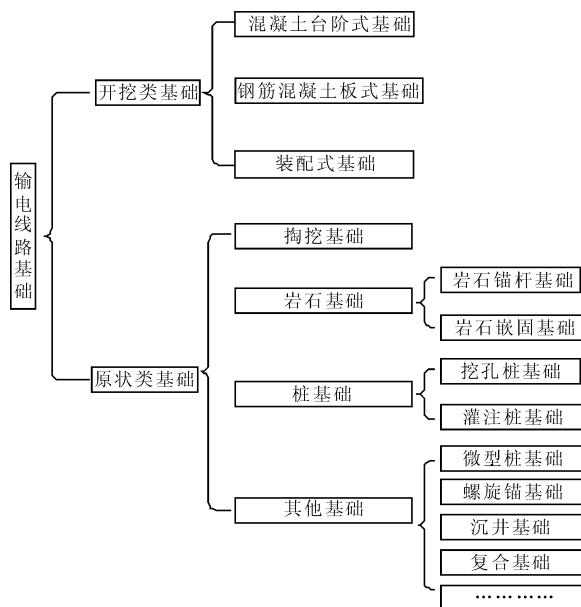 输电线路基础
开挖类基础
混凝土台阶式基础
钢筋混凝土板式基础
装配式基础
原状类基础
掏挖基础
岩石基础
岩石锚杆基础
岩石嵌固基础
桩基础
挖孔桩基础
灌注桩基础
其他基础
微型桩基础
螺旋锚基础
沉井基础
复合基础
…………